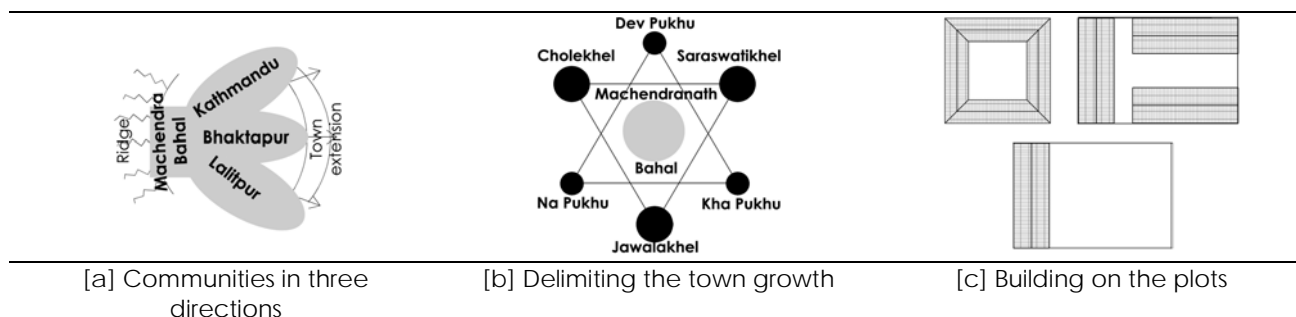 Ridge
Machendra
Bahal
Kathmandu
Bhaktapur
Lalitpur
Town
extension
Dev Pukhu
Cholekhel
Saraswatikhel
Machendranath
Bahal
Na Pukhu
Kha Pukhu
Jawalakhel
[a] Communities in three
directions
[b] Delimiting the town growth
[c] Building on the plots